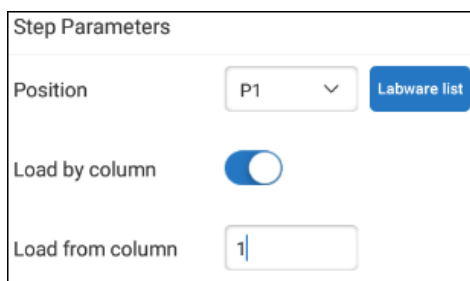 Step Parameters
Position P1 Labware list
Load by column
Load from column 1